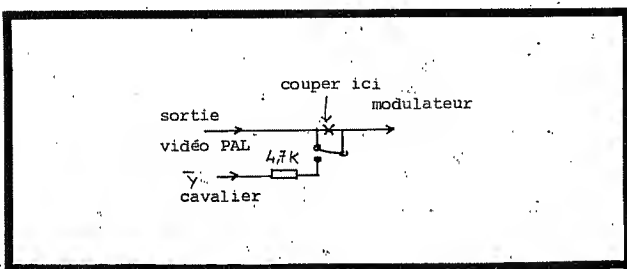 couper ici
modulateur
sortie
vidéo PAL
4,7K
Y
cavalier